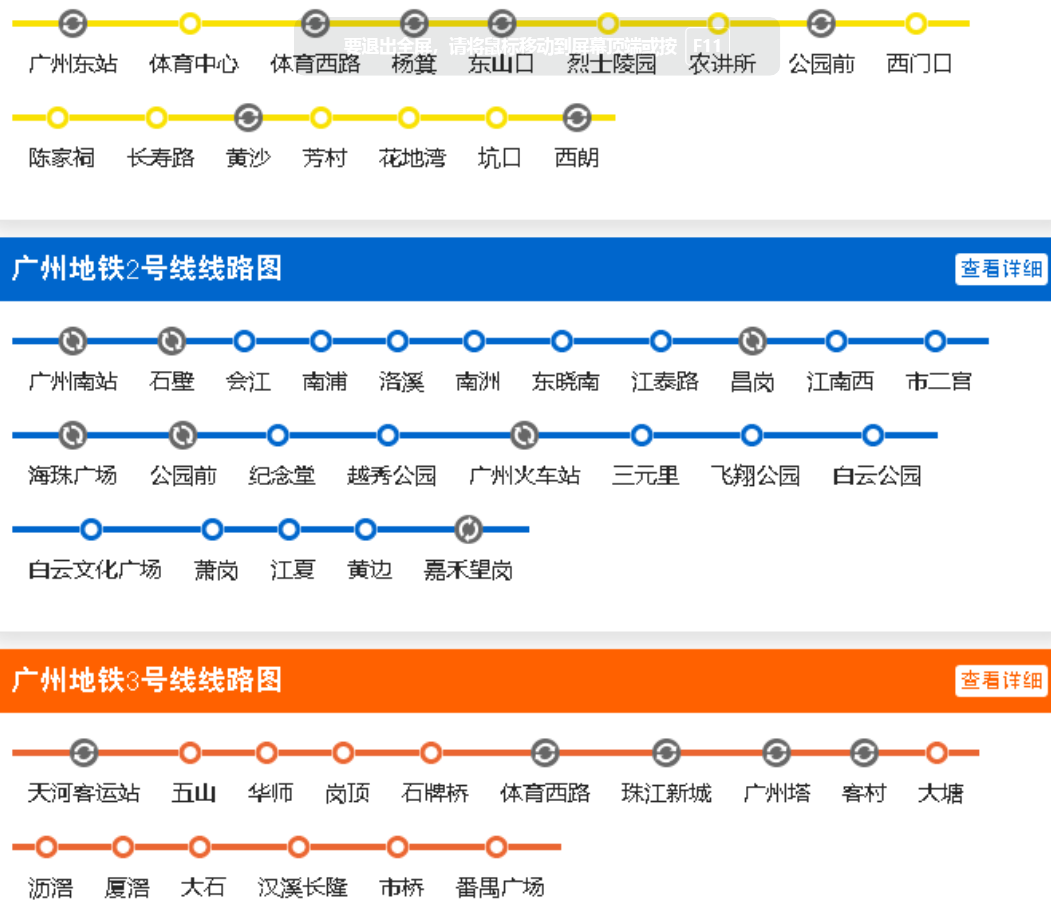 要退出全屏，请将鼠标移动到屏幕顶端或按 F11
广州东站 体育中心 体育西路 杨箕 东山口 烈士陵园 农讲所 公园前 西门口
陈家祠 长寿路 黄沙 芳村 花地湾 坑口 西朗
广州地铁2号线线路图 查看详细
广州南站 石壁 会江 南浦 洛溪 南洲 东晓南 江泰路 昌岗 江南西 市二宫
海珠广场 公园前 纪念堂 越秀公园 广州火车站 三元里 飞翔公园 白云公园
白云文化广场 萧岗 江夏 黄边 嘉禾望岗
广州地铁3号线线路图 查看详细
天河客运站 五山 华师 岗顶 石牌桥 体育西路 珠江新城 广州塔 客村 大塘
沥滘 厦滘 大石 汉溪长隆 市桥 番禺广场